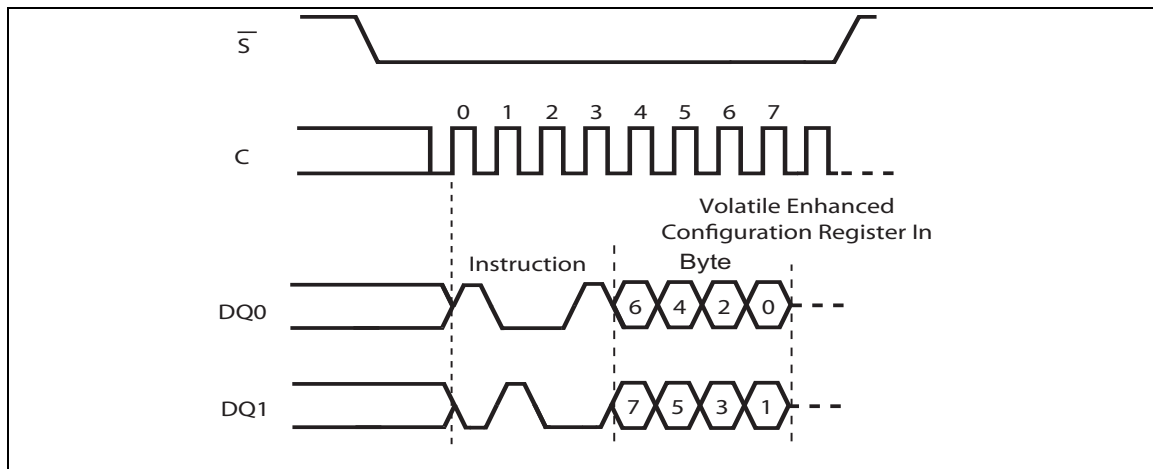 S
0 1 2 3 4 5 6 7
C
Volatile Enhanced
Configuration Register In
Instruction Byte
DQ0 6 4 2 0
DQ1 7 5 3 1